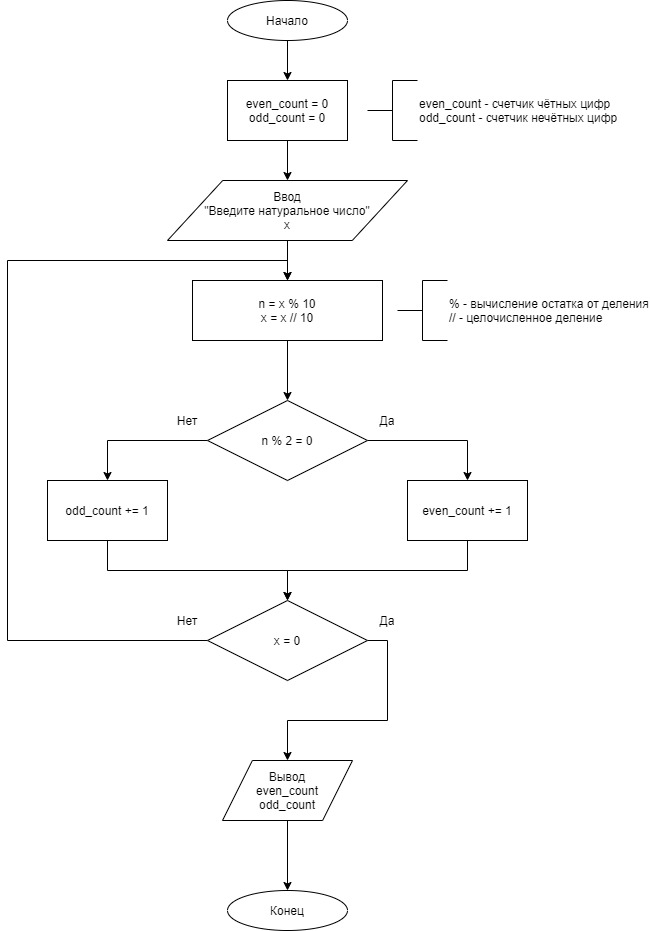 Начало
even_count = 0
odd_count = 0
even_count - счетчик чётных цифр
odd_count - счетчик нечётных цифр
Ввод
"Введите натуральное число"
x
n = x % 10
x = x // 10
% - вычисление остатка от деления
// - целочисленное деление
Нет
Да
n % 2 = 0
odd_count += 1
even_count += 1
Нет
Да
x = 0
Вывод
even_count
odd_count
Конец